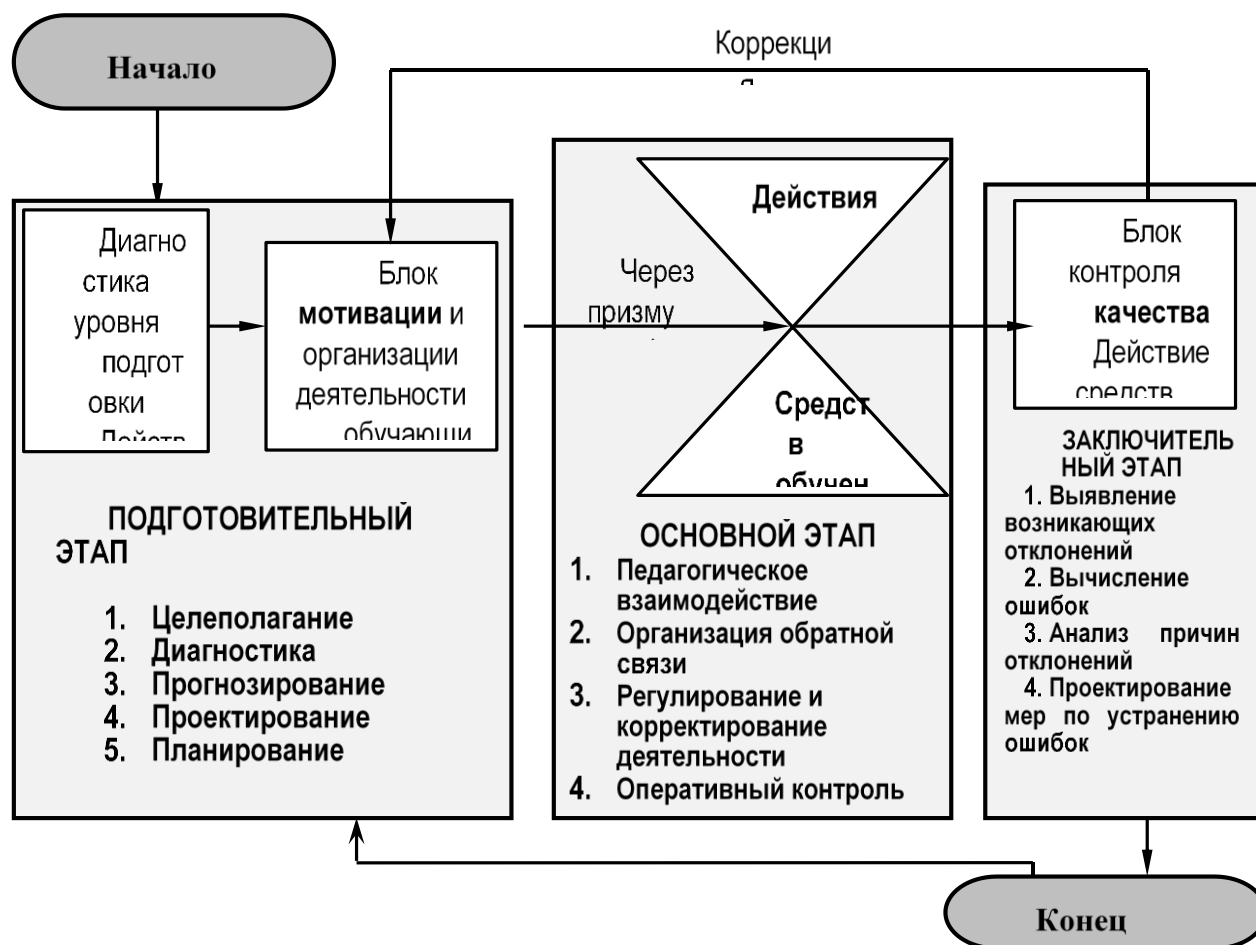 Начало
Коррекци
Диагно
стика
уровня
подгот
овки
Блок
мотивации и
организации
деятельности
обучающи
Через
призму
Действия
Средст
в
обучен
Блок
контроля
качества
Действие
средств
ПОДГОТОВИТЕЛЬНЫЙ
ЭТАП
1. Целеполагание
2. Диагностика
3. Прогнозирование
4. Проектирование
5. Планирование
ОСНОВНОЙ ЭТАП
1. Педагогическое
взаимодействие
2. Организация обратной
связи
3. Регулирование и
корректирование
деятельности
4. Оперативный контроль
ЗАКЛЮЧИТЕЛЬ
НЫЙ ЭТАП
1. Выявление
возникающих
отклонений
2. Вычисление
ошибок
3. Анализ причин
отклонений
4. Проектирование
мер по устранению
ошибок
Конец